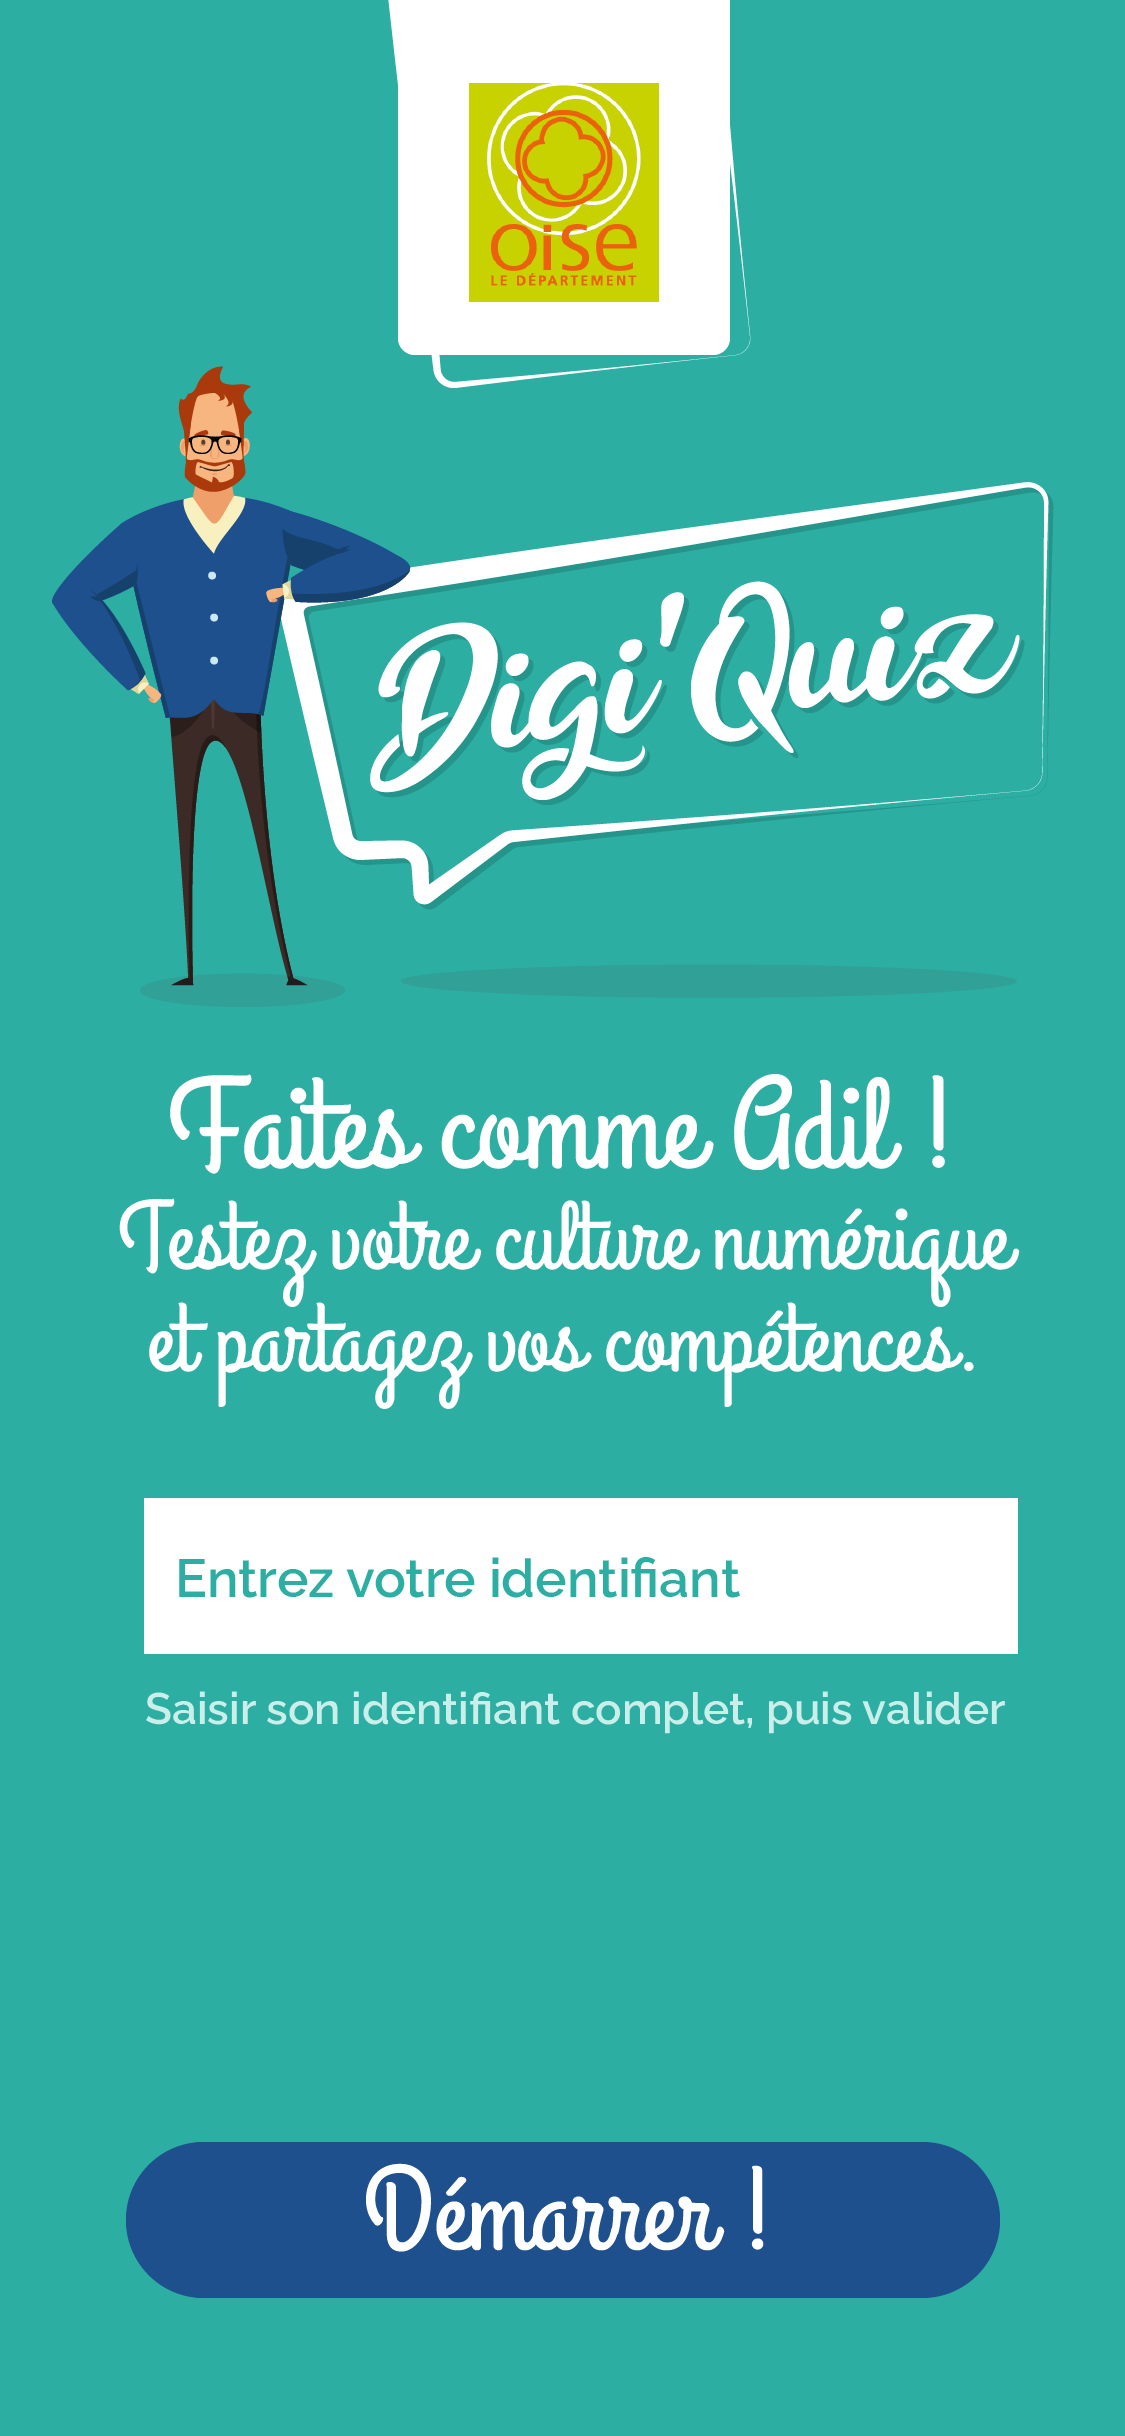 oise
LE DÉPARTEMENT
Digi'Quiz
Faites comme Adil !
Testez votre culture numérique
et partagez vos compétences.
Entrez votre identifiant
Saisir son identifiant complet, puis valider
Démarrer !